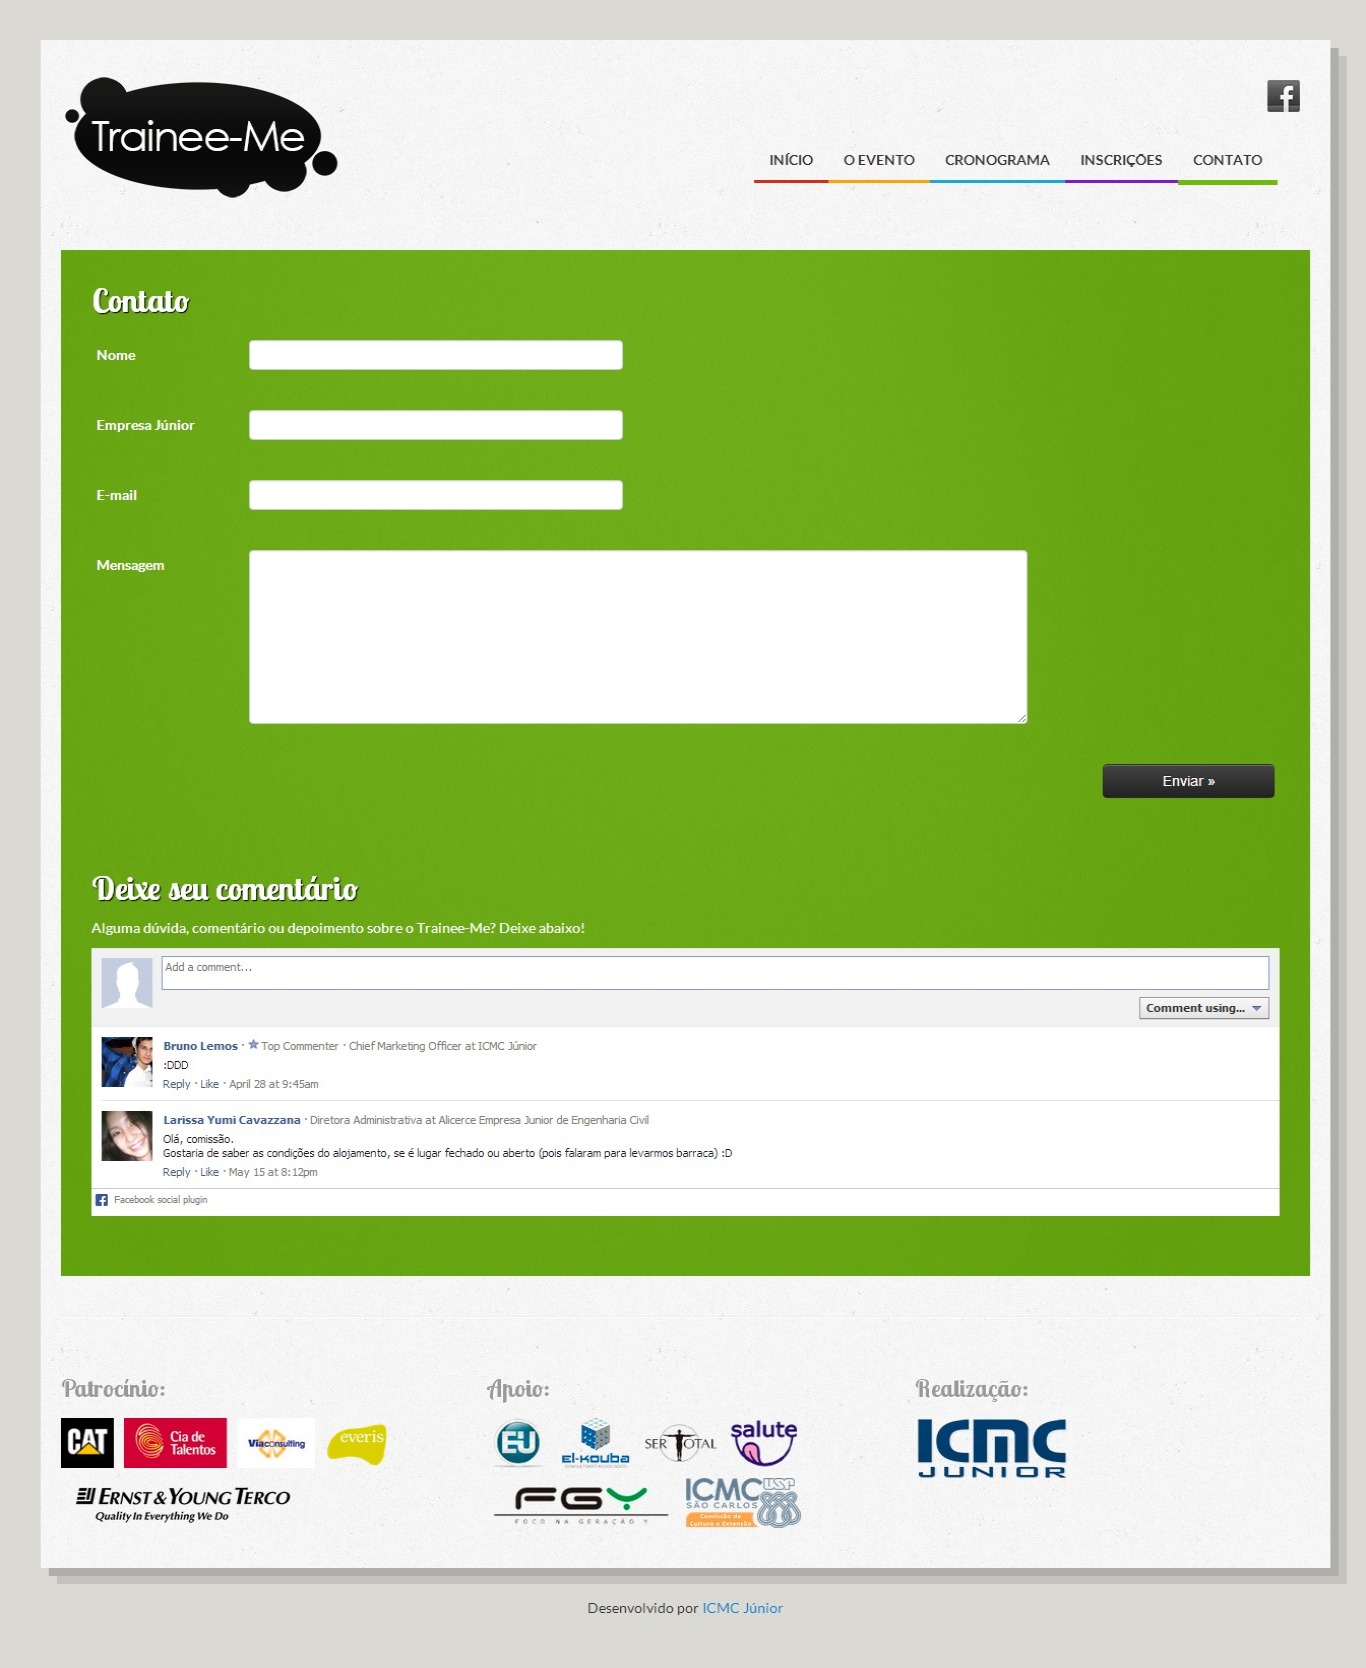 Trainee-Me
INÍCIO
O EVENTO
CRONOGRAMA
INSCRIÇÕES
CONTATO
Contato
Nome
Empresa Júnior
E-mail
Mensagem
Enviar »
Deixe seu comentário
Alguma dúvida, comentário ou depoimento sobre o Trainee-Me? Deixe abaixo!
Add a comment...
Comment using...
Bruno Lemos · Top Commenter · Chief Marketing Officer at ICMC Júnior
:DDD
Reply · Like · April 28 at 9:45am
Larissa Yumi Cavazzana · Diretora Administrativa at Alicerce Empresa Junior de Engenharia Civil
Olá, comissão.
Gostaria de saber as condições do alojamento, se é lugar fechado ou aberto (pois falaram para levarmos barraca) :D
Reply · Like · May 15 at 8:12pm
Facebook social plugin
Patrocínio:
CAT
Cia de
Talentos
Viaconsulting
everis
ERNST & YOUNG TERCO
Quality In Everything We Do
Apoio:
EU
el-kouba
SER TOTAL
salute
FGY
FOCO NA GERAÇÃO Y
ICMC USP
SÃO CARLOS
Comissão de
Cultura e Extensão
Realização:
ICMC
JUNIOR
Desenvolvido por ICMC Júnior